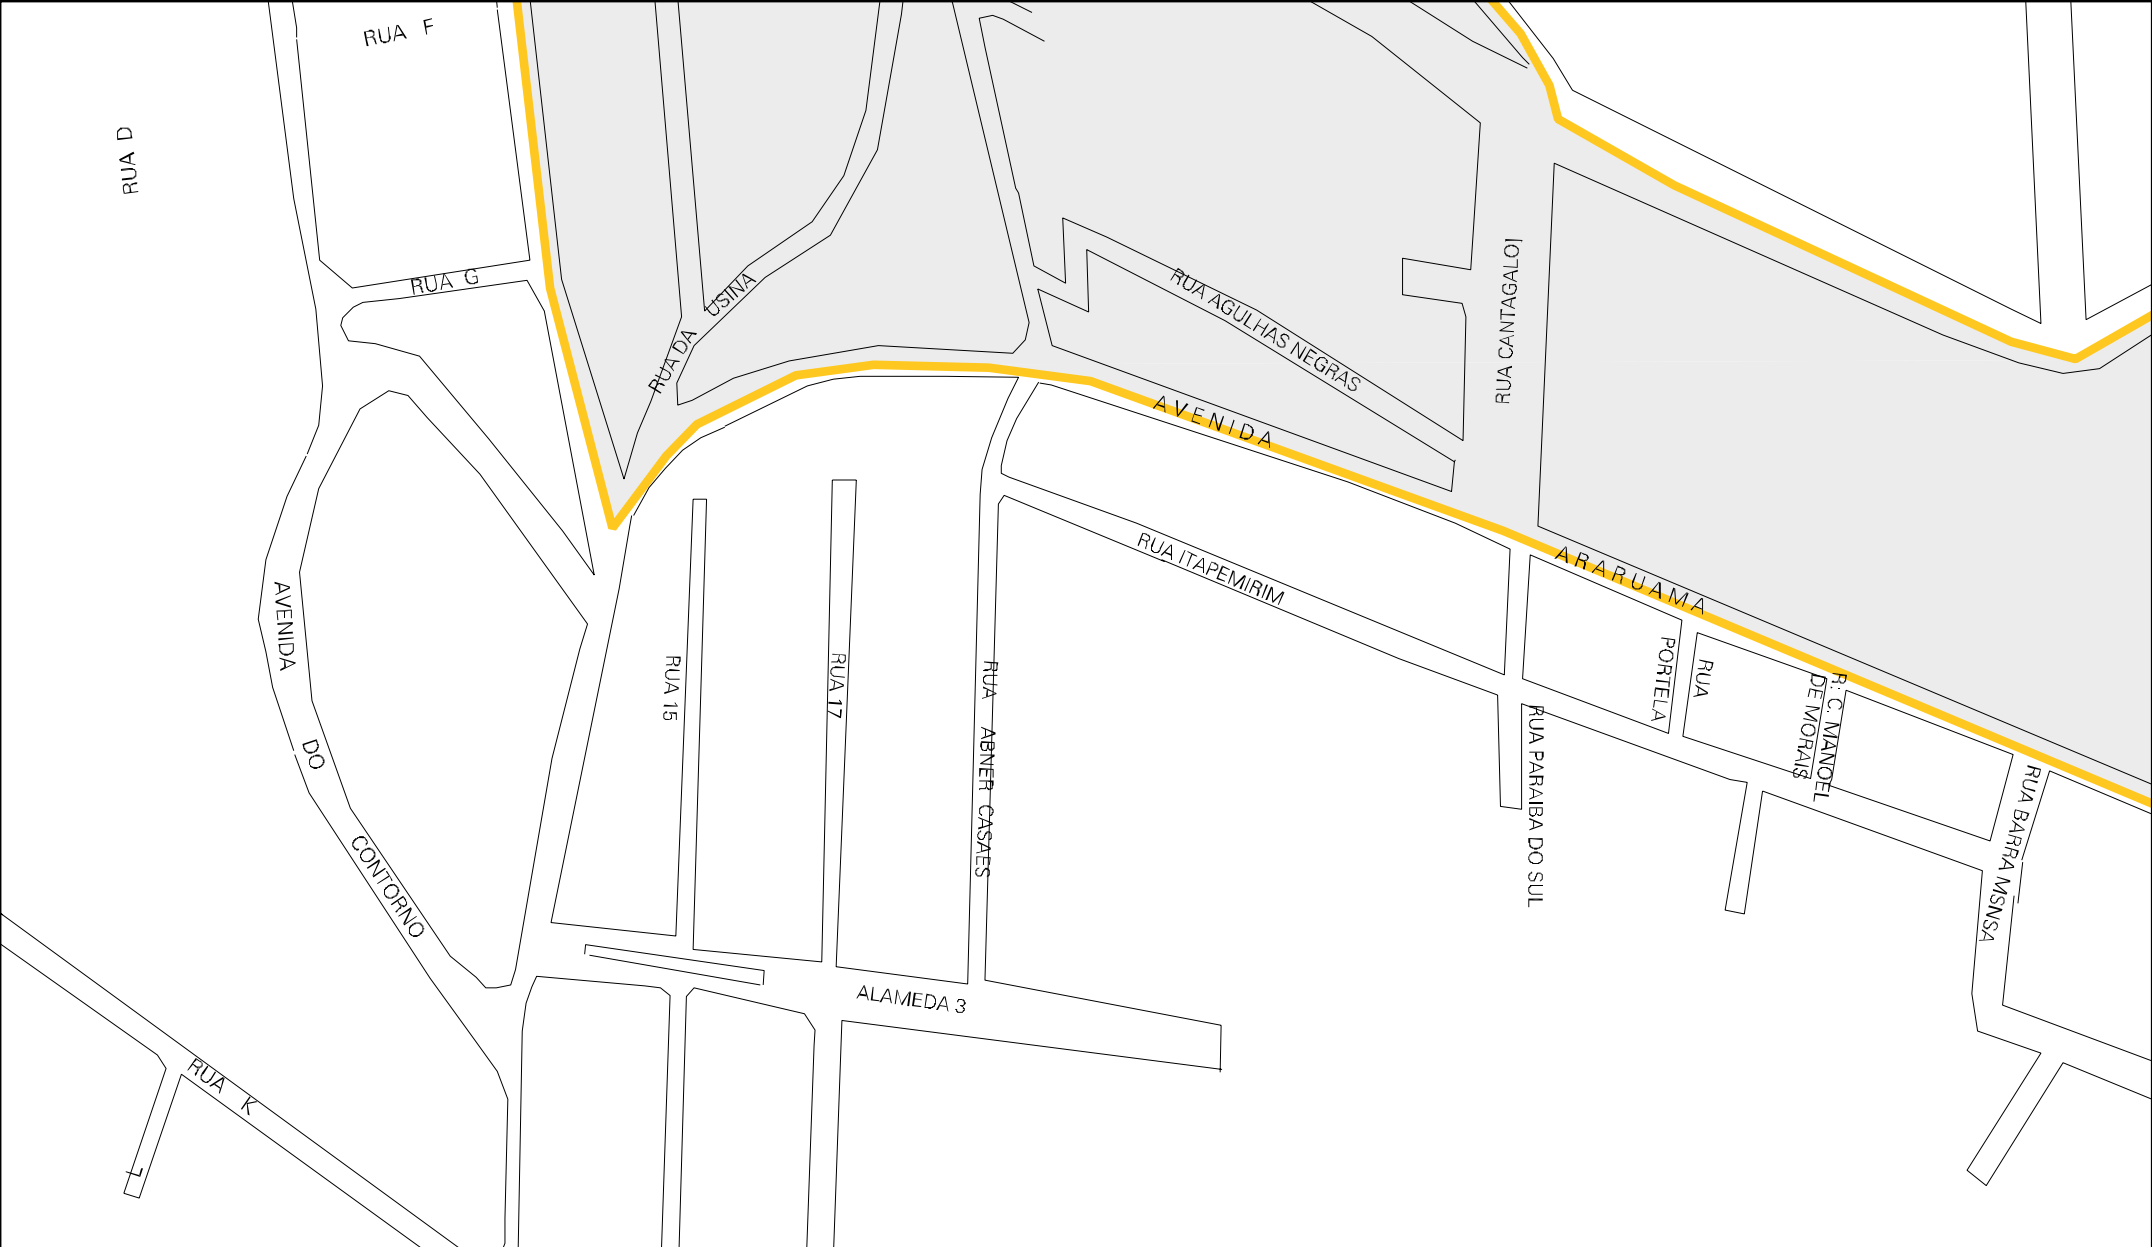 RUA F
RUA D
RUA G
RUA DA USINA
RUA AGULHAS NEGRAS
RUA CANTAGALOI
AVENIDA ARARUAMA
RUA ITAPEMIRIM
AVENIDA DO CONTORNO
RUA 15
RUA 17
RUA ABNER CASAES
RUA PORTELA
R: C. MANOEL
DE MORAIS
RUA PARAIBA DO SUL
RUA BARRA MSNSA
ALAMEDA 3
RUA K
L